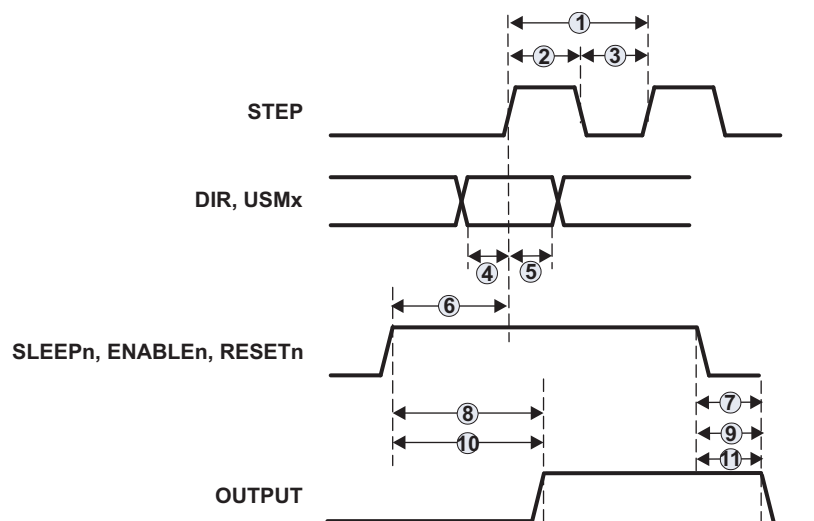 1
2
3
STEP
DIR, USMx
4
5
6
SLEEPn, ENABLEn, RESETn
7
8
9
10
11
OUTPUT